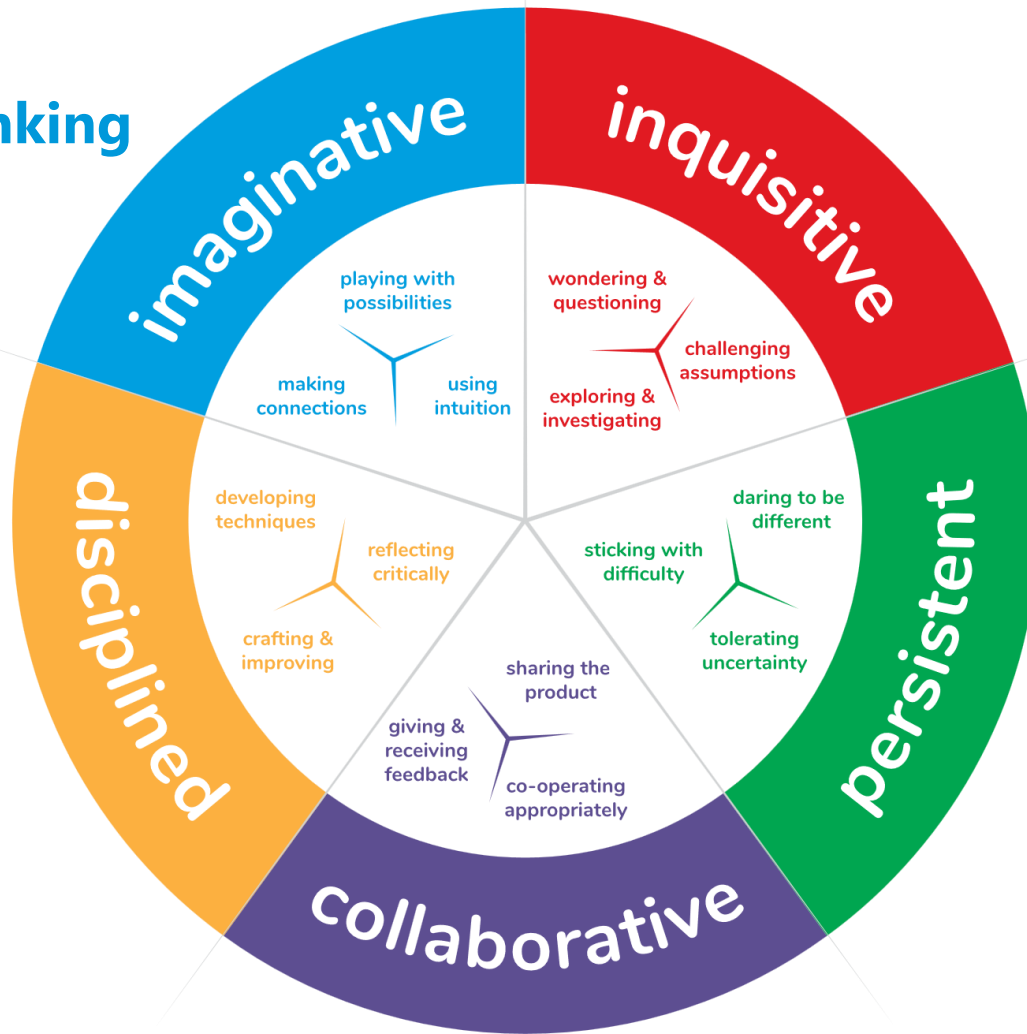 nking
imaginative
playing with
possibilities
making
connections
using
intuition
inquisitive
wondering &
questioning
challenging
assumptions
exploring &
investigating
persistent
daring to be
different
sticking with
difficulty
tolerating
uncertainty
collaborative
sharing the
product
giving &
receiving
feedback
co-operating
appropriately
disciplined
developing
techniques
reflecting
critically
crafting &
improving